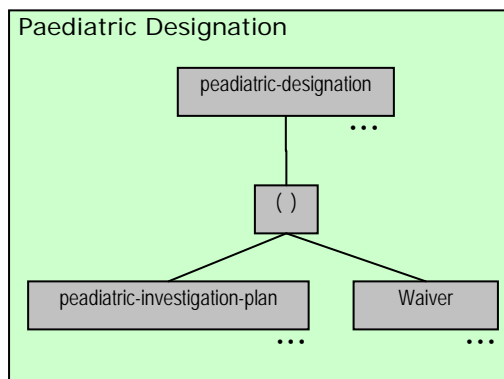 Paediatric Designation
peadiatric-designation
...
( )
peadiatric-investigation-plan
Waiver
...
...